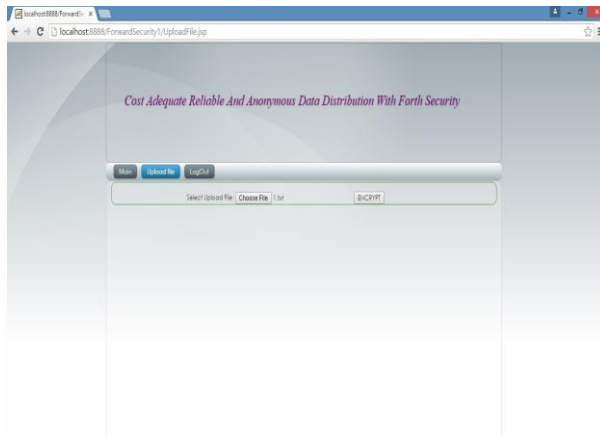 localhost:8888/ForwardS
localhost:8888/ForwardSecurity1/UploadFile.jsp
Cost Adequate Reliable And Anonymous Data Distribution With Forth Security
Main Upload file LogOut
Select Upload File Choose File 1.txt ENCRYPT